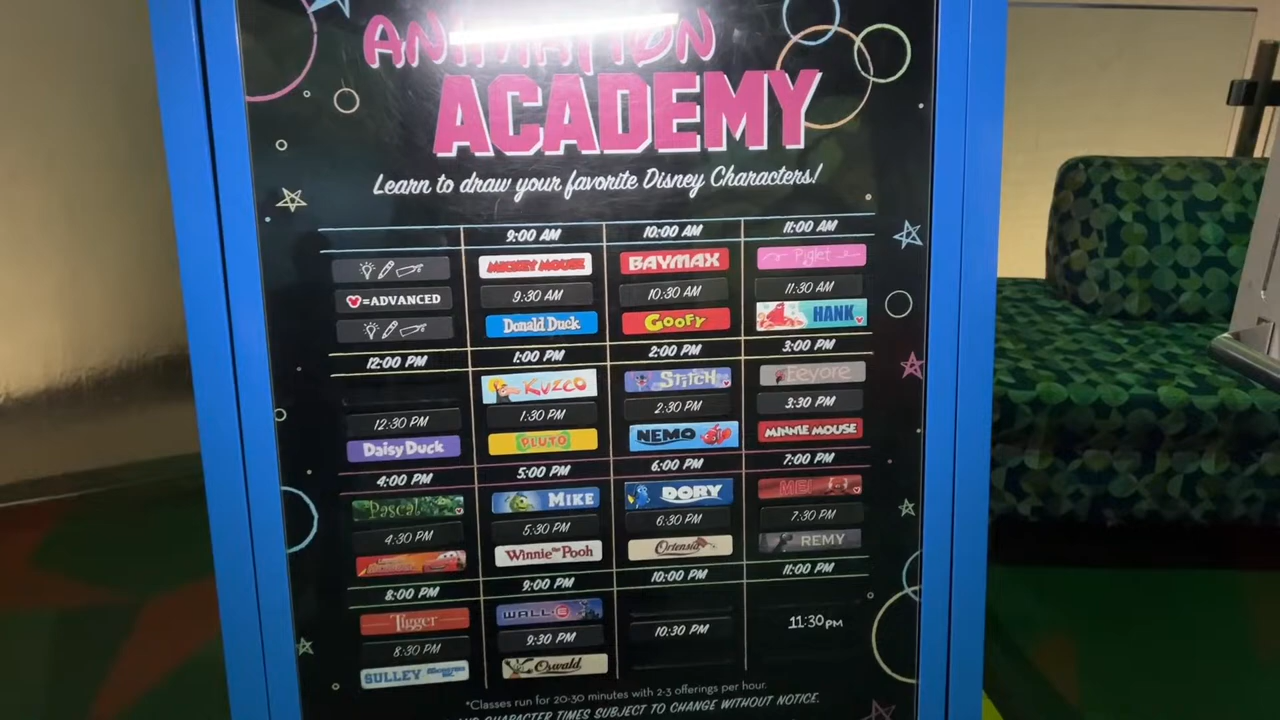 ANIMATION
ACADEMY
Learn to draw your favorite Disney Characters!
9:00 AM 10:00 AM 11:00 AM
MICKEY MOUSE BAYMAX Piglet
=ADVANCED 9:30 AM 10:30 AM 11:30 AM
Donald Duck GOOFY HANK
12:00 PM 1:00 PM 2:00 PM 3:00 PM
KUZCO STITCH Eeyore
12:30 PM 1:30 PM 2:30 PM 3:30 PM
Daisy Duck PLUTO NEMO MINNIE MOUSE
4:00 PM 5:00 PM 6:00 PM 7:00 PM
Pascal MIKE DORY MEI
4:30 PM 5:30 PM 6:30 PM 7:30 PM
Winnie the Pooh Ortensia REMY
8:00 PM 9:00 PM 10:00 PM 11:00 PM
Tigger WALL·E
8:30 PM 9:30 PM 10:30 PM 11:30 PM
SULLEY MONSTERS, INC. Oswald
*Classes run for 20-30 minutes with 2-3 offerings per hour.
AND CHARACTER TIMES SUBJECT TO CHANGE WITHOUT NOTICE.